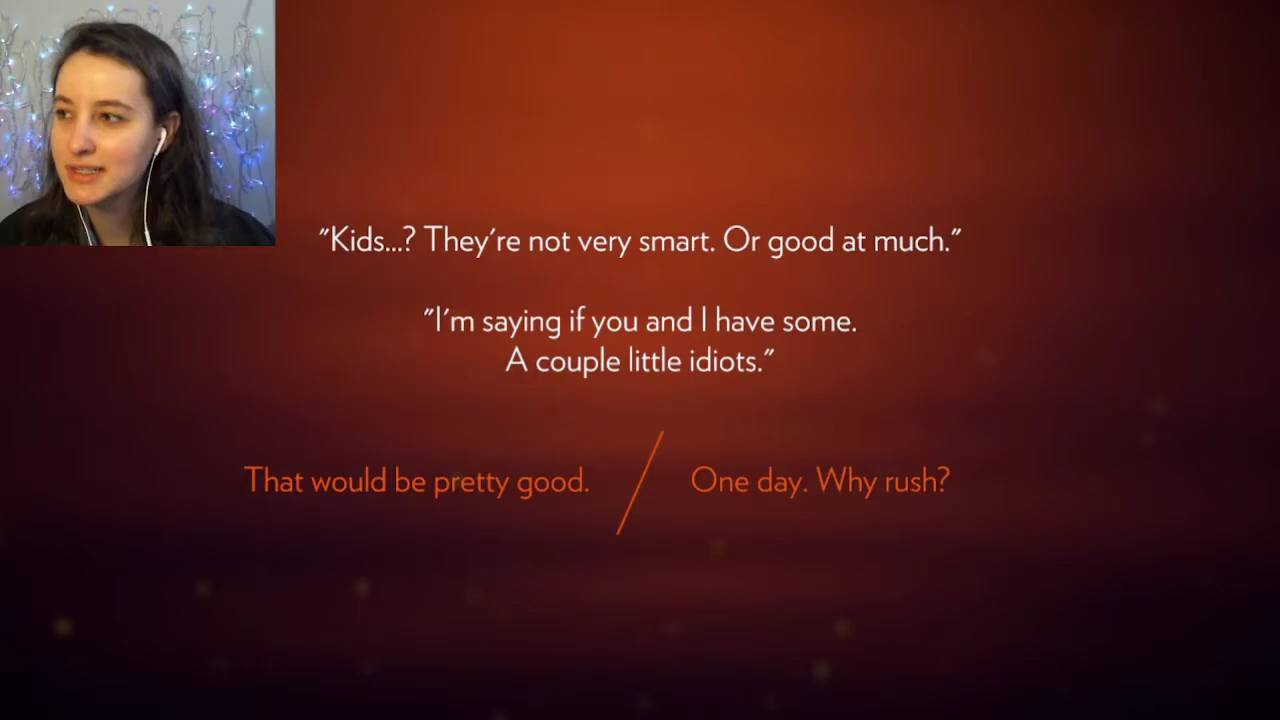 "Kids...? They're not very smart. Or good at much."
"I'm saying if you and I have some.
A couple little idiots."
That would be pretty good. / One day. Why rush?